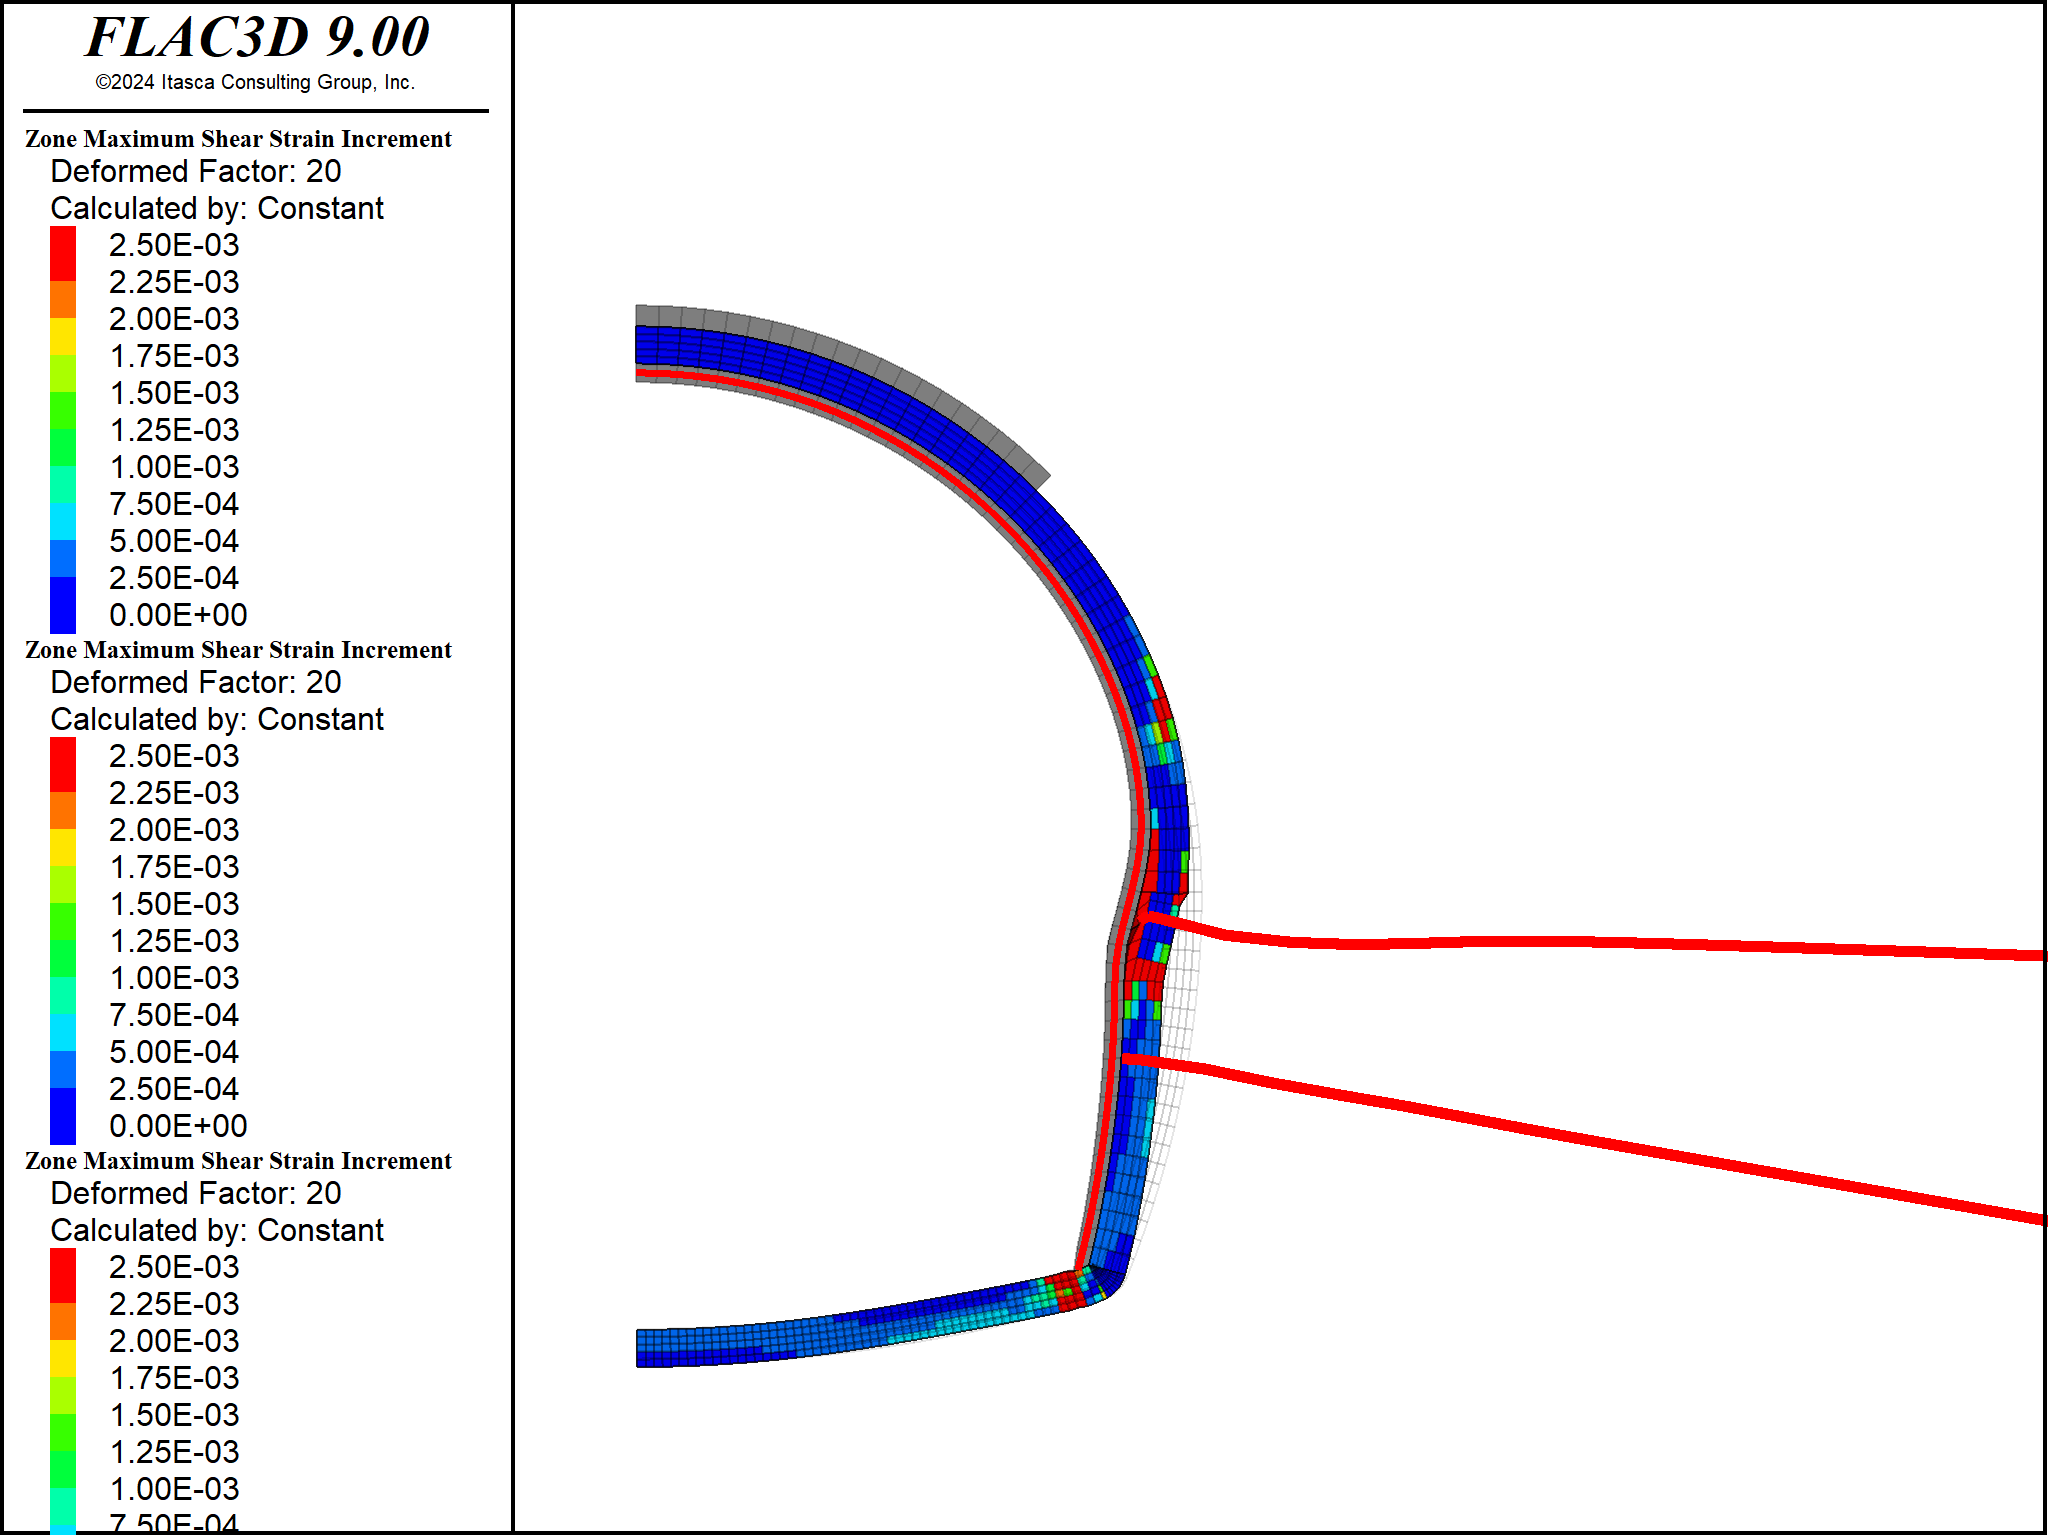 FLAC3D 9.00
©2024 Itasca Consulting Group, Inc.
Zone Maximum Shear Strain Increment
Deformed Factor: 20
Calculated by: Constant
2.50E-03
2.25E-03
2.00E-03
1.75E-03
1.50E-03
1.25E-03
1.00E-03
7.50E-04
5.00E-04
2.50E-04
0.00E+00
Zone Maximum Shear Strain Increment
Deformed Factor: 20
Calculated by: Constant
2.50E-03
2.25E-03
2.00E-03
1.75E-03
1.50E-03
1.25E-03
1.00E-03
7.50E-04
5.00E-04
2.50E-04
0.00E+00
Zone Maximum Shear Strain Increment
Deformed Factor: 20
Calculated by: Constant
2.50E-03
2.25E-03
2.00E-03
1.75E-03
1.50E-03
1.25E-03
1.00E-03
7.50E-04